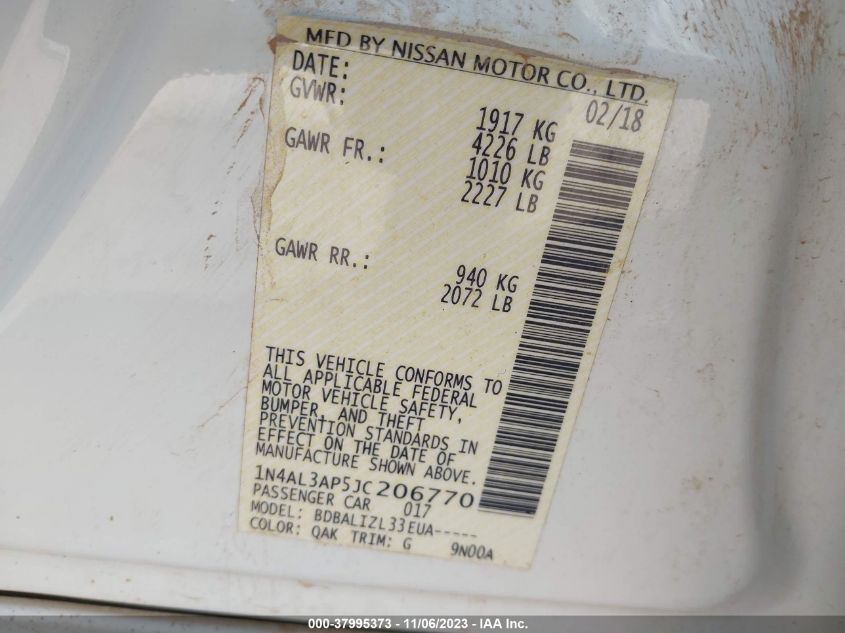 MFD BY NISSAN MOTOR CO., LTD.
DATE: 02/18
GVWR: 1917 KG
4226 LB
GAWR FR.: 1010 KG
2227 LB
GAWR RR.: 940 KG
2072 LB
THIS VEHICLE CONFORMS TO
ALL APPLICABLE FEDERAL
MOTOR VEHICLE SAFETY,
BUMPER, AND THEFT
PREVENTION STANDARDS IN
EFFECT ON THE DATE OF
MANUFACTURE SHOWN ABOVE.
1N4AL3AP5JC206770
PASSENGER CAR 017
MODEL: BDBALIZL33EUA-----
COLOR: QAK TRIM: G 9N00A
000-37995373 - 11/06/2023 - IAA Inc.